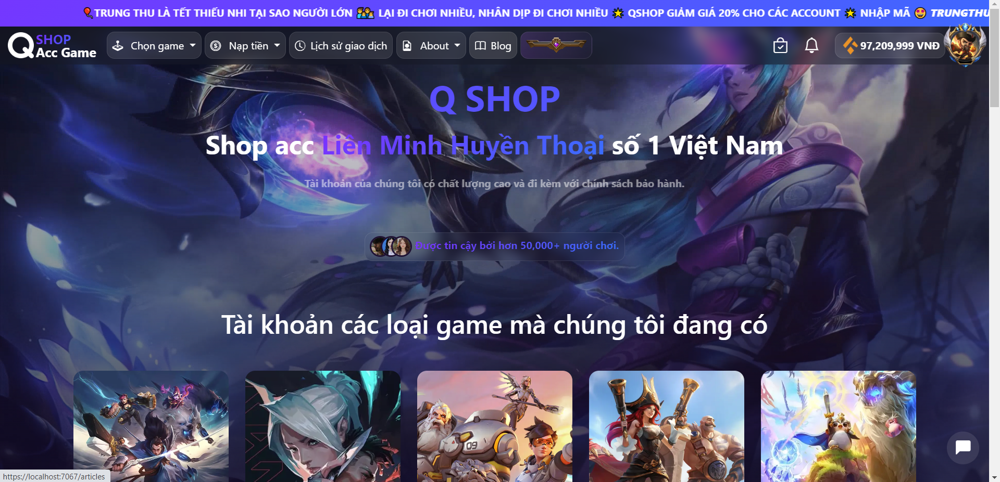 TRUNG THU LÀ TẾT THIẾU NHI TẠI SAO NGƯỜI LỚN LẠI ĐI CHƠI NHIỀU, NHÂN DỊP ĐI CHƠI NHIỀU QSHOP GIẢM GIÁ 20% CHO CÁC ACCOUNT NHẬP MÃ TRUNGTHU
Q SHOP
Acc Game
Chọn game
Nạp tiền
Lịch sử giao dịch
About
Blog
97,209,999 VNĐ
Q SHOP
Shop acc Liên Minh Huyền Thoại số 1 Việt Nam
Tài khoản của chúng tôi có chất lượng cao và đi kèm với chính sách bảo hành.
Được tin cậy bởi hơn 50,000+ người chơi.
Tài khoản các loại game mà chúng tôi đang có
09
https://localhost:7067/articles